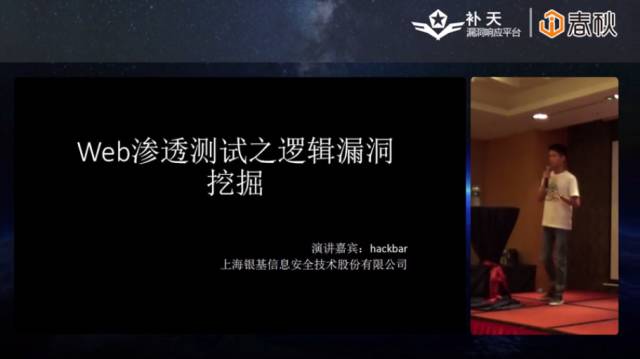 补天
漏洞响应平台
春秋
Web渗透测试之逻辑漏洞
挖掘
演讲嘉宾：hackbar
上海银基信息安全技术股份有限公司